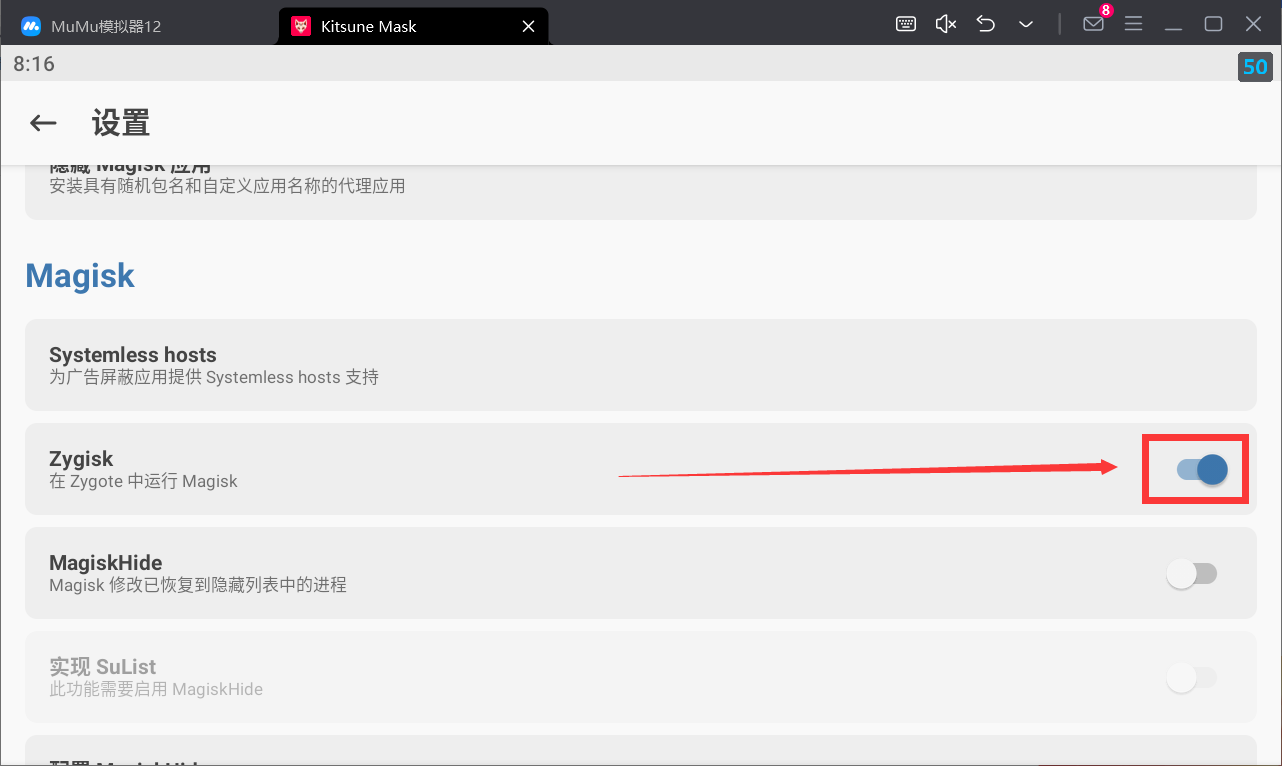 MuMu模拟器12
Kitsune Mask
8
8:16
50
设置
隐藏 Magisk 应用
安装具有随机包名和自定义应用名称的代理应用
Magisk
Systemless hosts
为广告屏蔽应用提供 Systemless hosts 支持
Zygisk
在 Zygote 中运行 Magisk
MagiskHide
Magisk 修改已恢复到隐藏列表中的进程
实现 SuList
此功能需要启用 MagiskHide
配置 MagiskHide